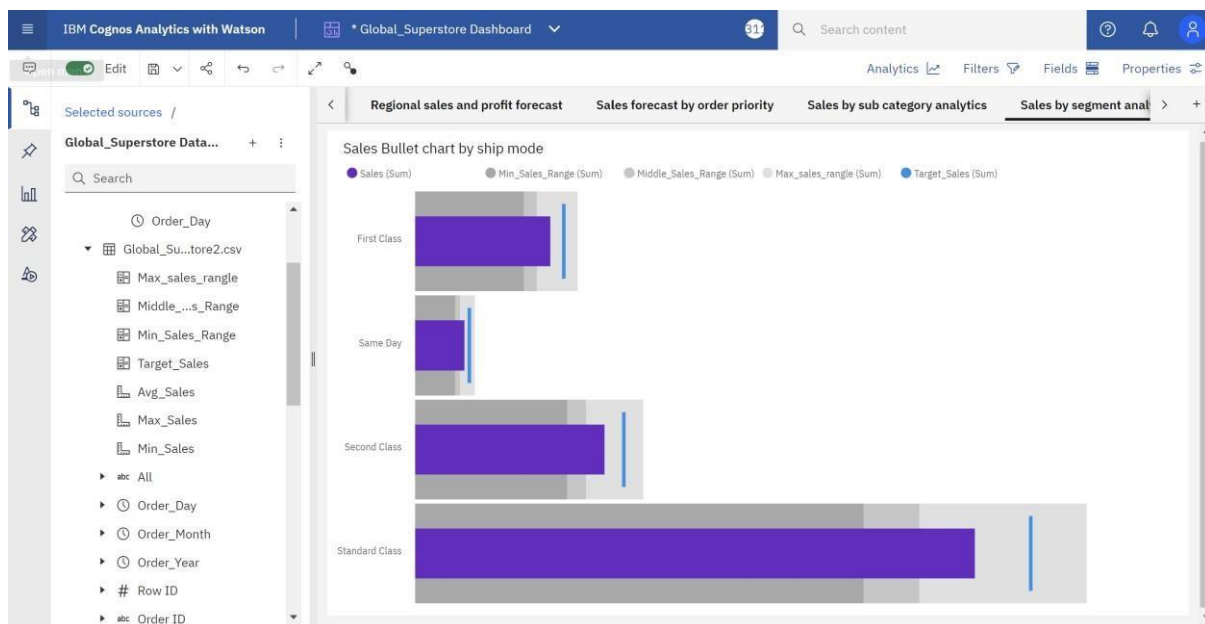 IBM Cognos Analytics with Watson
* Global_Superstore Dashboard
Search content
Edit
Analytics
Filters
Fields
Properties
Selected sources /
Regional sales and profit forecast
Sales forecast by order priority
Sales by sub category analytics
Sales by segment anal
+
Global_Superstore Data...
+
Search
Order_Day
Global_Su...tore2.csv
Max_sales_rangle
Middle_...s_Range
Min_Sales_Range
Target_Sales
Avg_Sales
Max_Sales
Min_Sales
abc All
Order_Day
Order_Month
Order_Year
# Row ID
abc Order ID
Sales Bullet chart by ship mode
Sales (Sum)
Min_Sales_Range (Sum)
Middle_Sales_Range (Sum)
Max_sales_rangle (Sum)
Target_Sales (Sum)
First Class
Same Day
Second Class
Standard Class